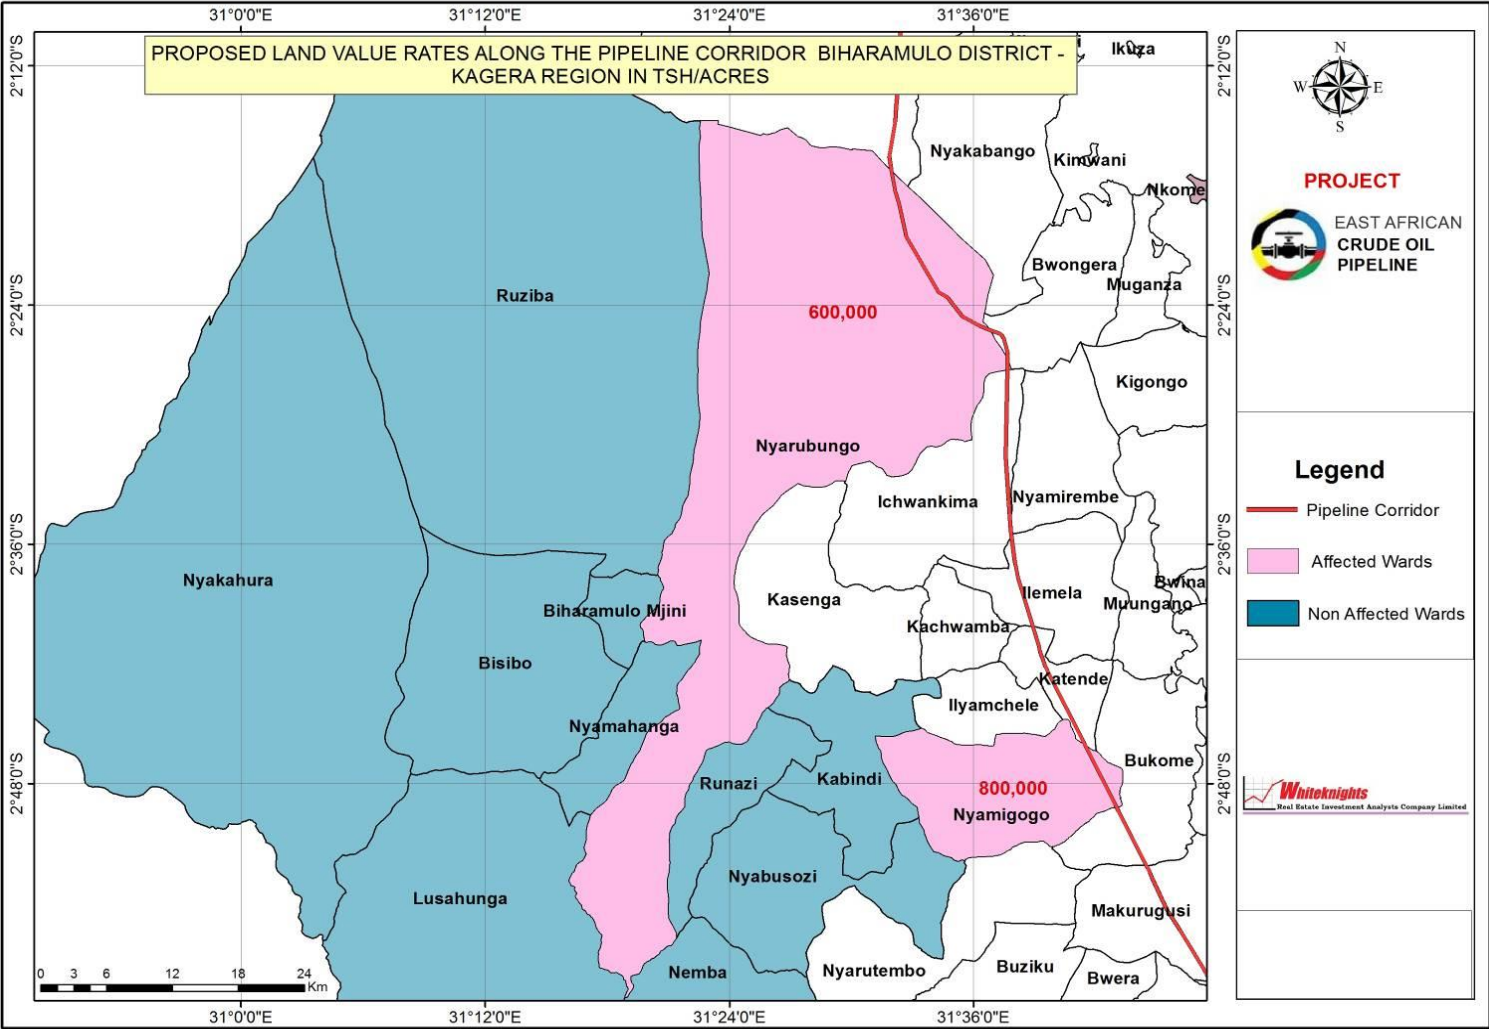 31°0'0"E
31°12'0"E
31°24'0"E
31°36'0"E
PROPOSED LAND VALUE RATES ALONG THE PIPELINE CORRIDOR BIHARAMULO DISTRICT -
KAGERA REGION IN TSH/ACRES
2°12'0"S
2°12'0"S
Ikuza
Nyakabango
Kimwani
Nkome
Bwongera
Muganza
Ruziba
600,000
2°24'0"S
2°24'0"S
Kigongo
Nyarubungo
Ichwankima
Nyamirembe
2°36'0"S
2°36'0"S
Nyakahura
Bwina
Ilemela
Muungano
Kasenga
Biharamulo Mjini
Kachwamba
Bisibo
Katende
Ilyamchele
Nyamahanga
Bukome
Runazi
Kabindi
800,000
2°48'0"S
2°48'0"S
Nyamigogo
Nyabusozi
Lusahunga
Makurugusi
Nemba
Nyarutembo
Buziku
Bwera
0 3 6 12 18 24
Km
31°0'0"E
31°12'0"E
31°24'0"E
31°36'0"E
N
W E
S
PROJECT
EAST AFRICAN
CRUDE OIL
PIPELINE
Legend
Pipeline Corridor
Affected Wards
Non Affected Wards
Whiteknights
Real Estate Investment Analysts Company Limited